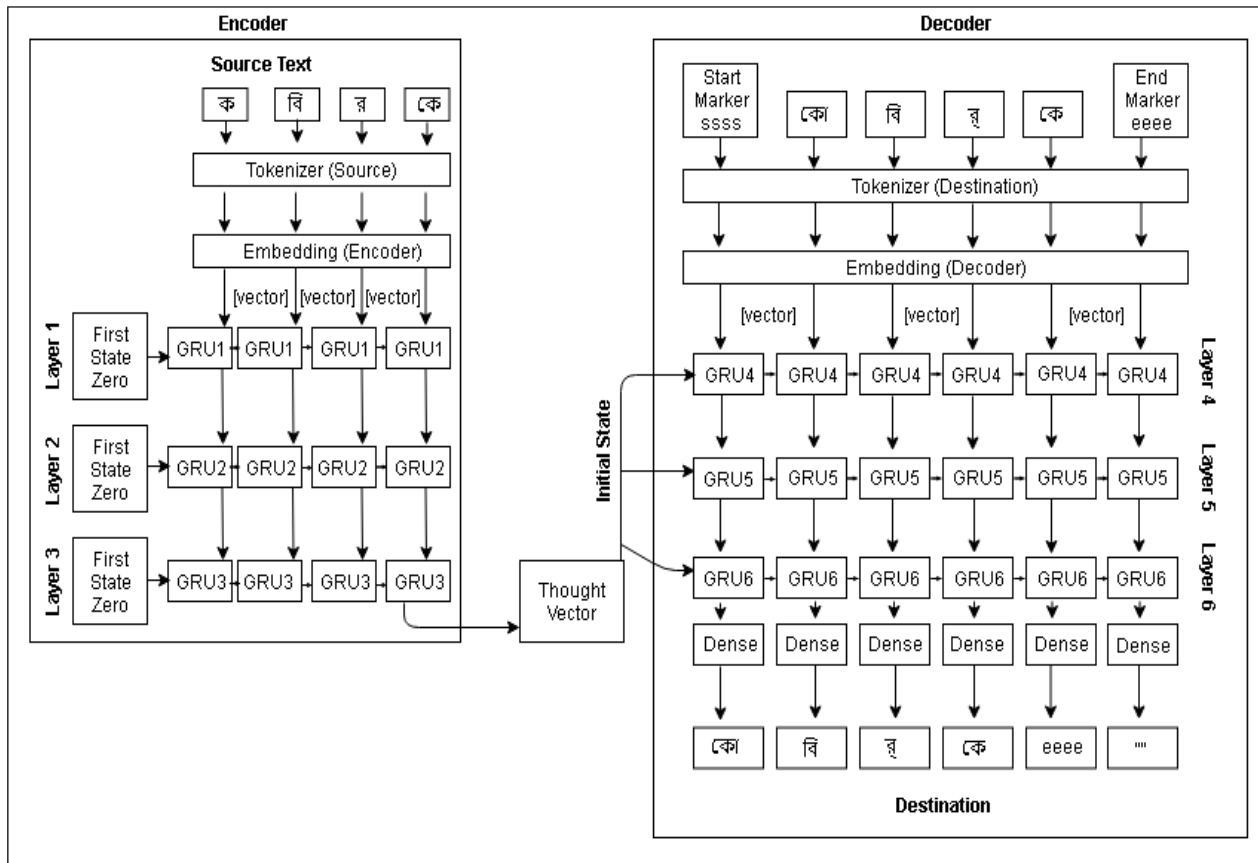 Encoder
Source Text
ক বি র কে
Tokenizer (Source)
Embedding (Encoder)
[vector] [vector] [vector]
Layer 1
First State Zero
GRU1 GRU1 GRU1 GRU1
Layer 2
First State Zero
GRU2 GRU2 GRU2 GRU2
Layer 3
First State Zero
GRU3 GRU3 GRU3 GRU3
Thought Vector
Initial State
Decoder
Start Marker ssss কো বি র্ কে End Marker eeee
Tokenizer (Destination)
Embedding (Decoder)
[vector] [vector] [vector]
GRU4 GRU4 GRU4 GRU4 GRU4 GRU4
Layer 4
GRU5 GRU5 GRU5 GRU5 GRU5 GRU5
Layer 5
GRU6 GRU6 GRU6 GRU6 GRU6 GRU6
Layer 6
Dense Dense Dense Dense Dense Dense
কো বি র্ কে eeee ""
Destination